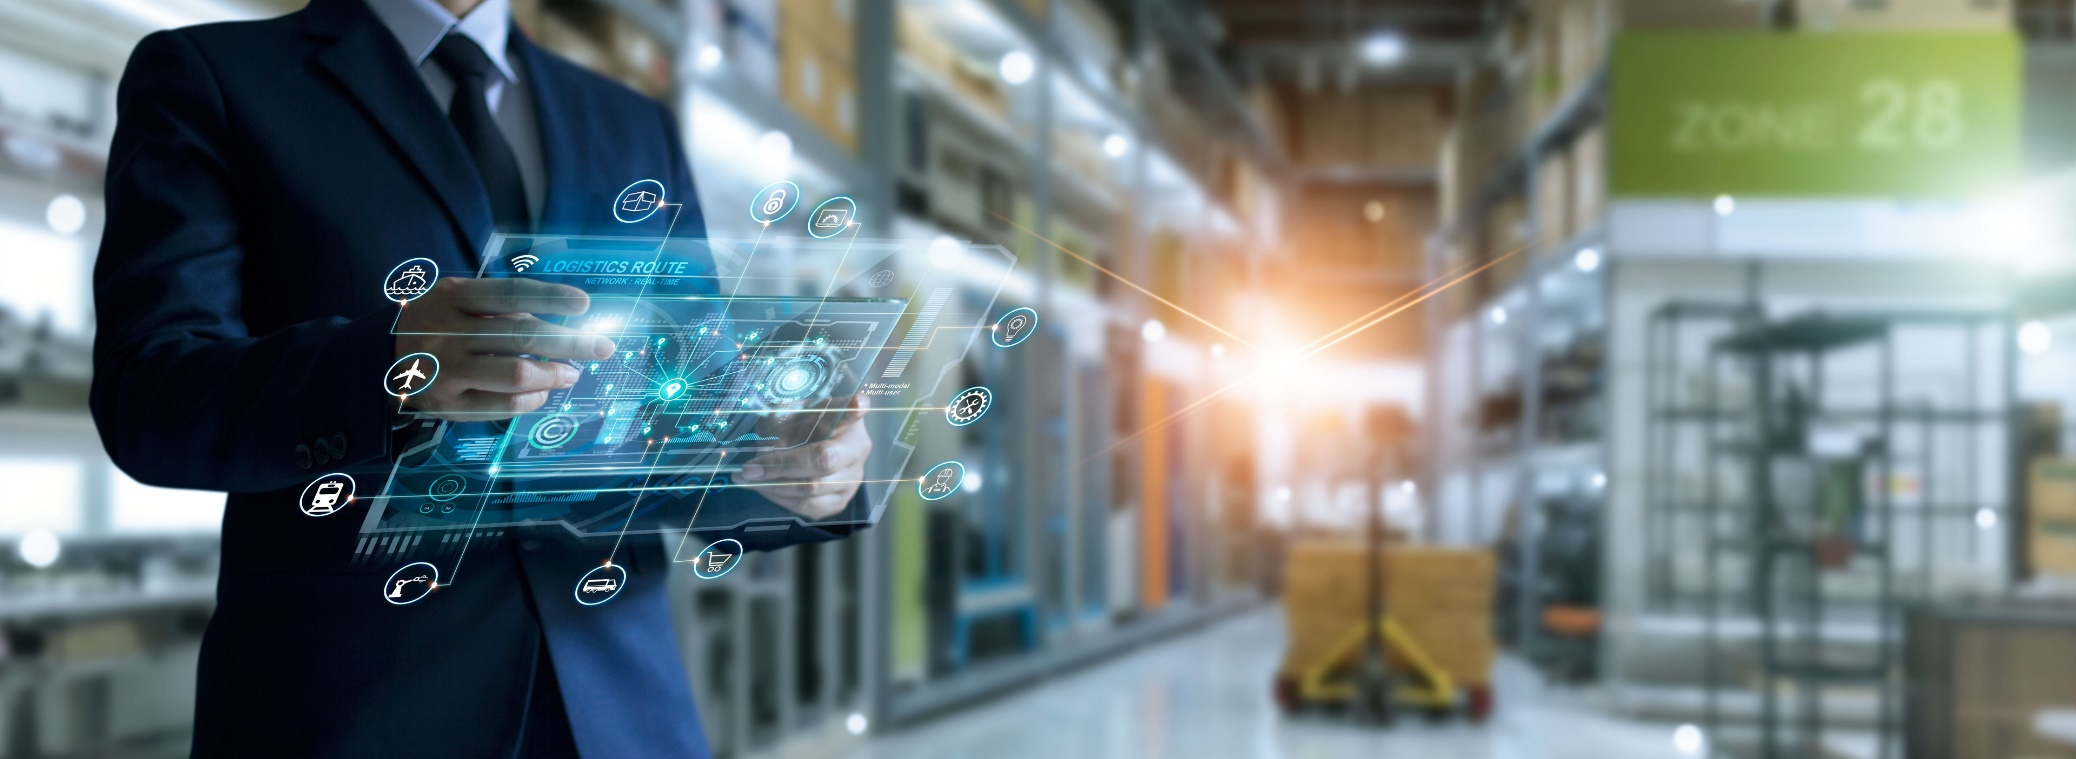 LOGISTICS ROUTE
NETWORK : REAL-TIME
• Multi-modal
• Multi-user
ZONE 28